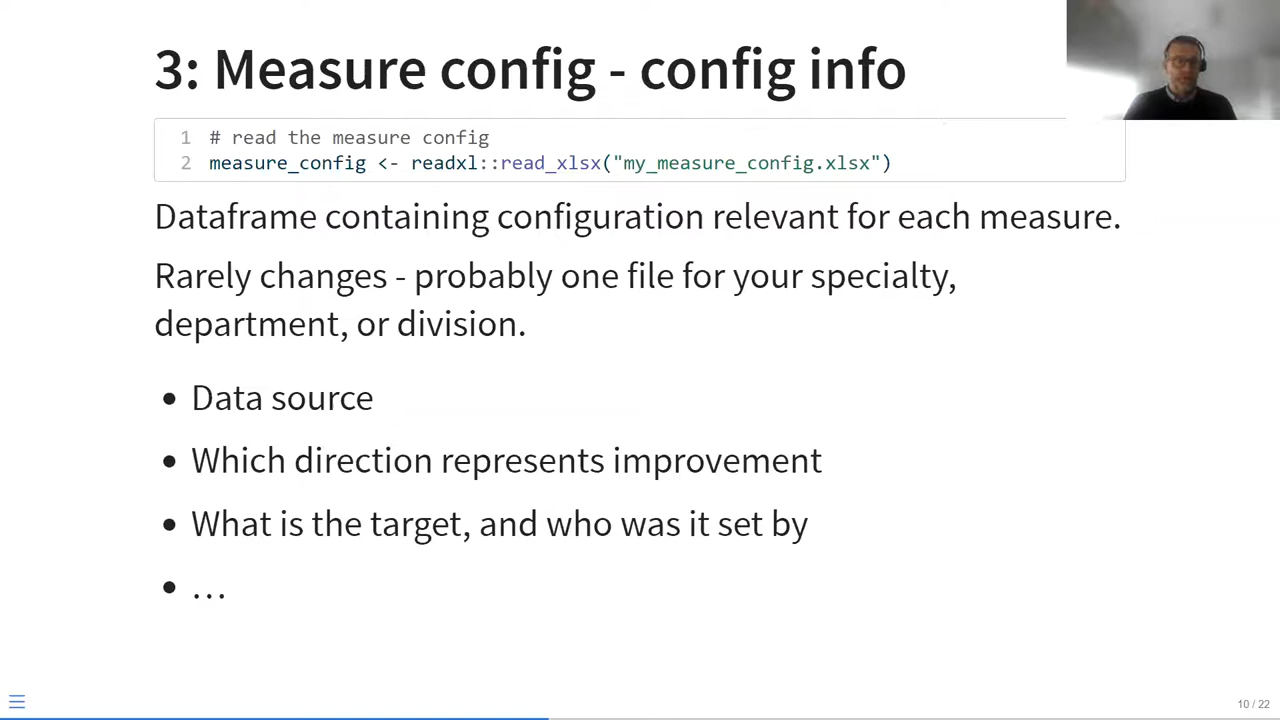 3: Measure config - config info
1 # read the measure config
2 measure_config <- readxl::read_xlsx("my_measure_config.xlsx")
Dataframe containing configuration relevant for each measure.
Rarely changes - probably one file for your specialty,
department, or division.
• Data source
• Which direction represents improvement
• What is the target, and who was it set by
• …
10 / 22